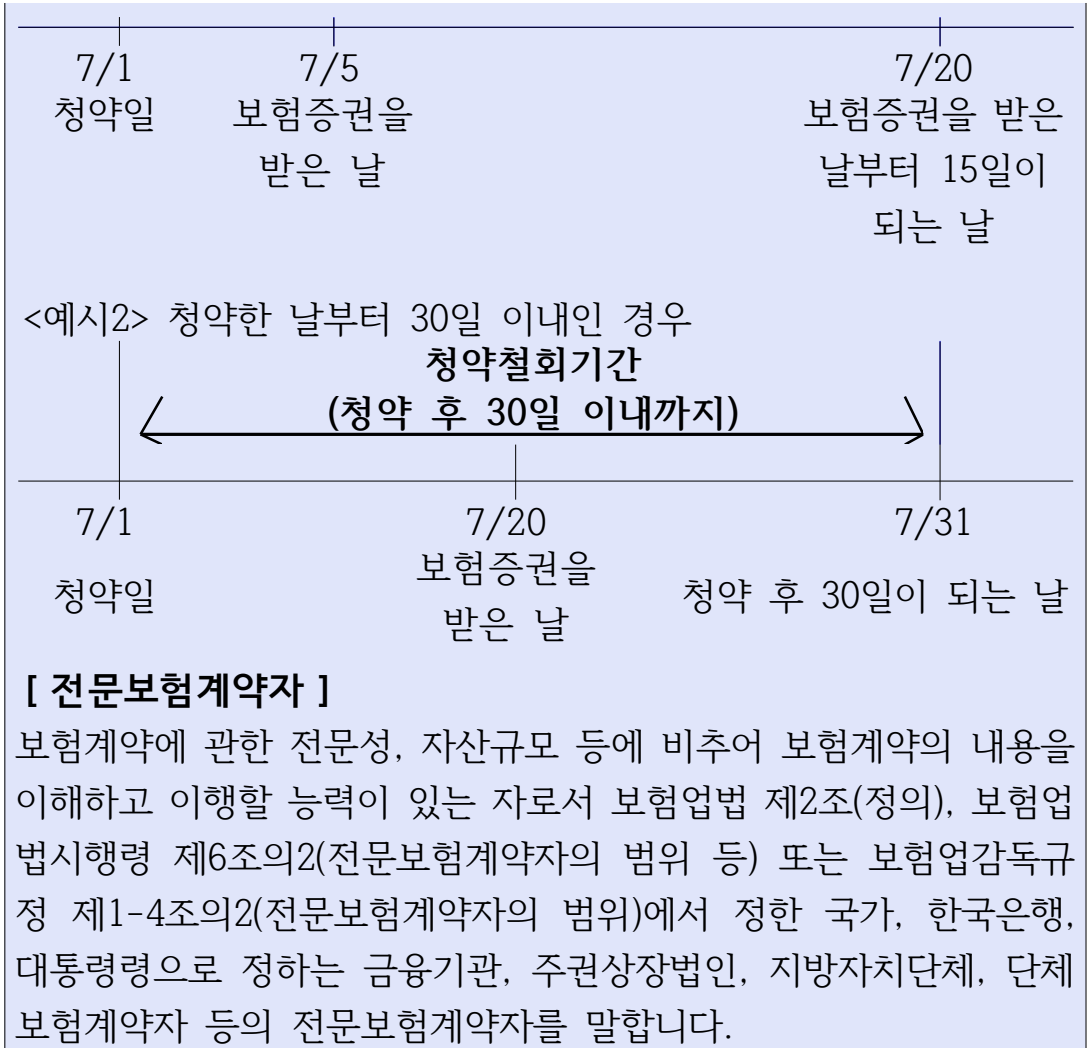 7/1 7/5 7/20
청약일 보험증권을 보험증권을 받은
받은 날 날부터 15일이
되는 날
<예시2> 청약한 날부터 30일 이내인 경우
청약철회기간
(청약 후 30일 이내까지)
7/1 7/20 7/31
청약일 보험증권을 청약 후 30일이 되는 날
받은 날
[ 전문보험계약자 ]
보험계약에 관한 전문성, 자산규모 등에 비추어 보험계약의 내용을
이해하고 이행할 능력이 있는 자로서 보험업법 제2조(정의), 보험업
법시행령 제6조의2(전문보험계약자의 범위 등) 또는 보험업감독규
정 제1-4조의2(전문보험계약자의 범위)에서 정한 국가, 한국은행,
대통령령으로 정하는 금융기관, 주권상장법인, 지방자치단체, 단체
보험계약자 등의 전문보험계약자를 말합니다.